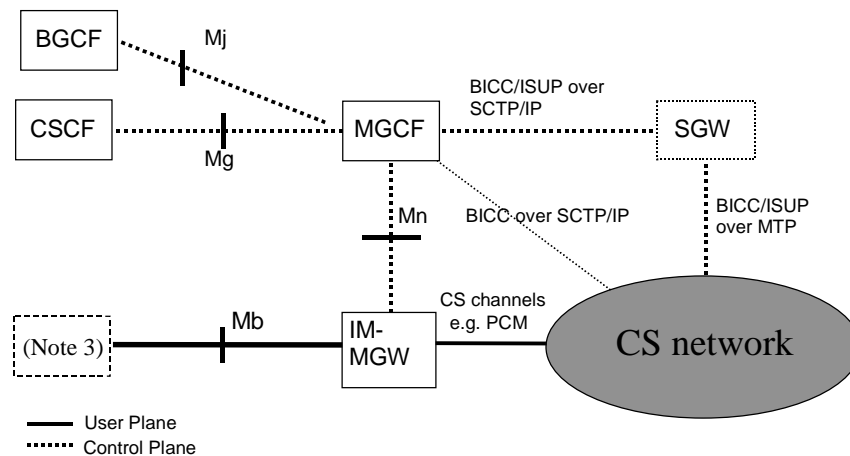 BGCF
Mj
BICC/ISUP over
SCTP/IP
CSCF
Mg
MGCF
SGW
Mn
BICC over SCTP/IP
BICC/ISUP
over MTP
(Note 3)
Mb
IM-
MGW
CS channels
e.g. PCM
CS network
User Plane
Control Plane